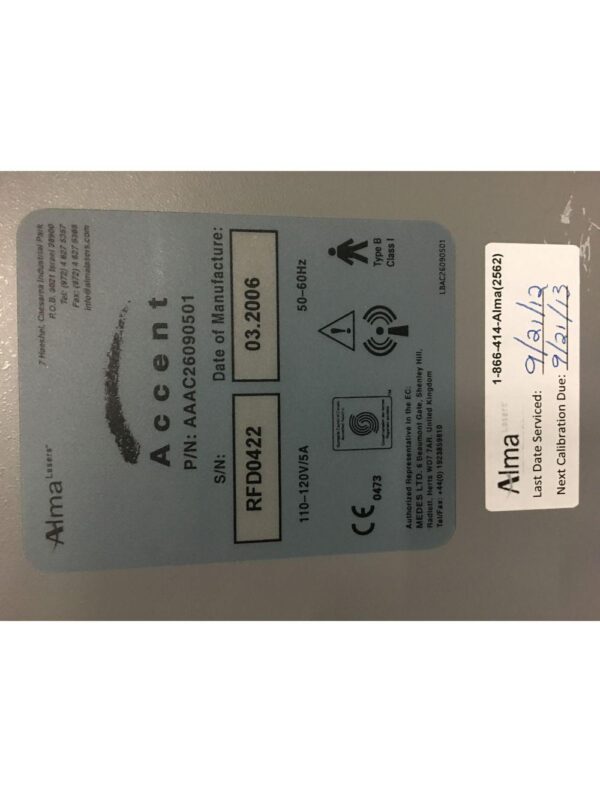 Alma Lasers™
7 Haeshel, Caesarea Industrial Park
P.O.B. 3021 Israel 38900
Tel: (972) 4 627 5357
Fax: (972) 4 627 5368
info@almalasers.com
Accent
P/N: AAAC26090501
S/N:
Date of Manufacture:
RFD0422
03.2006
110-120V/5A
50-60Hz
CE 0473
Type B
Class I
Authorized Representative in the EC:
MEDES LTD. 5 Beaumont Gate, Shenley Hill,
Radlett, Herts WD7 7AR. United Kingdom
Tel/Fax: +44(0) 1923859810
LBAC26090501
Alma Lasers
1-866-414-Alma(2562)
Last Date Serviced: 9/21/12
Next Calibration Due: 9/21/13